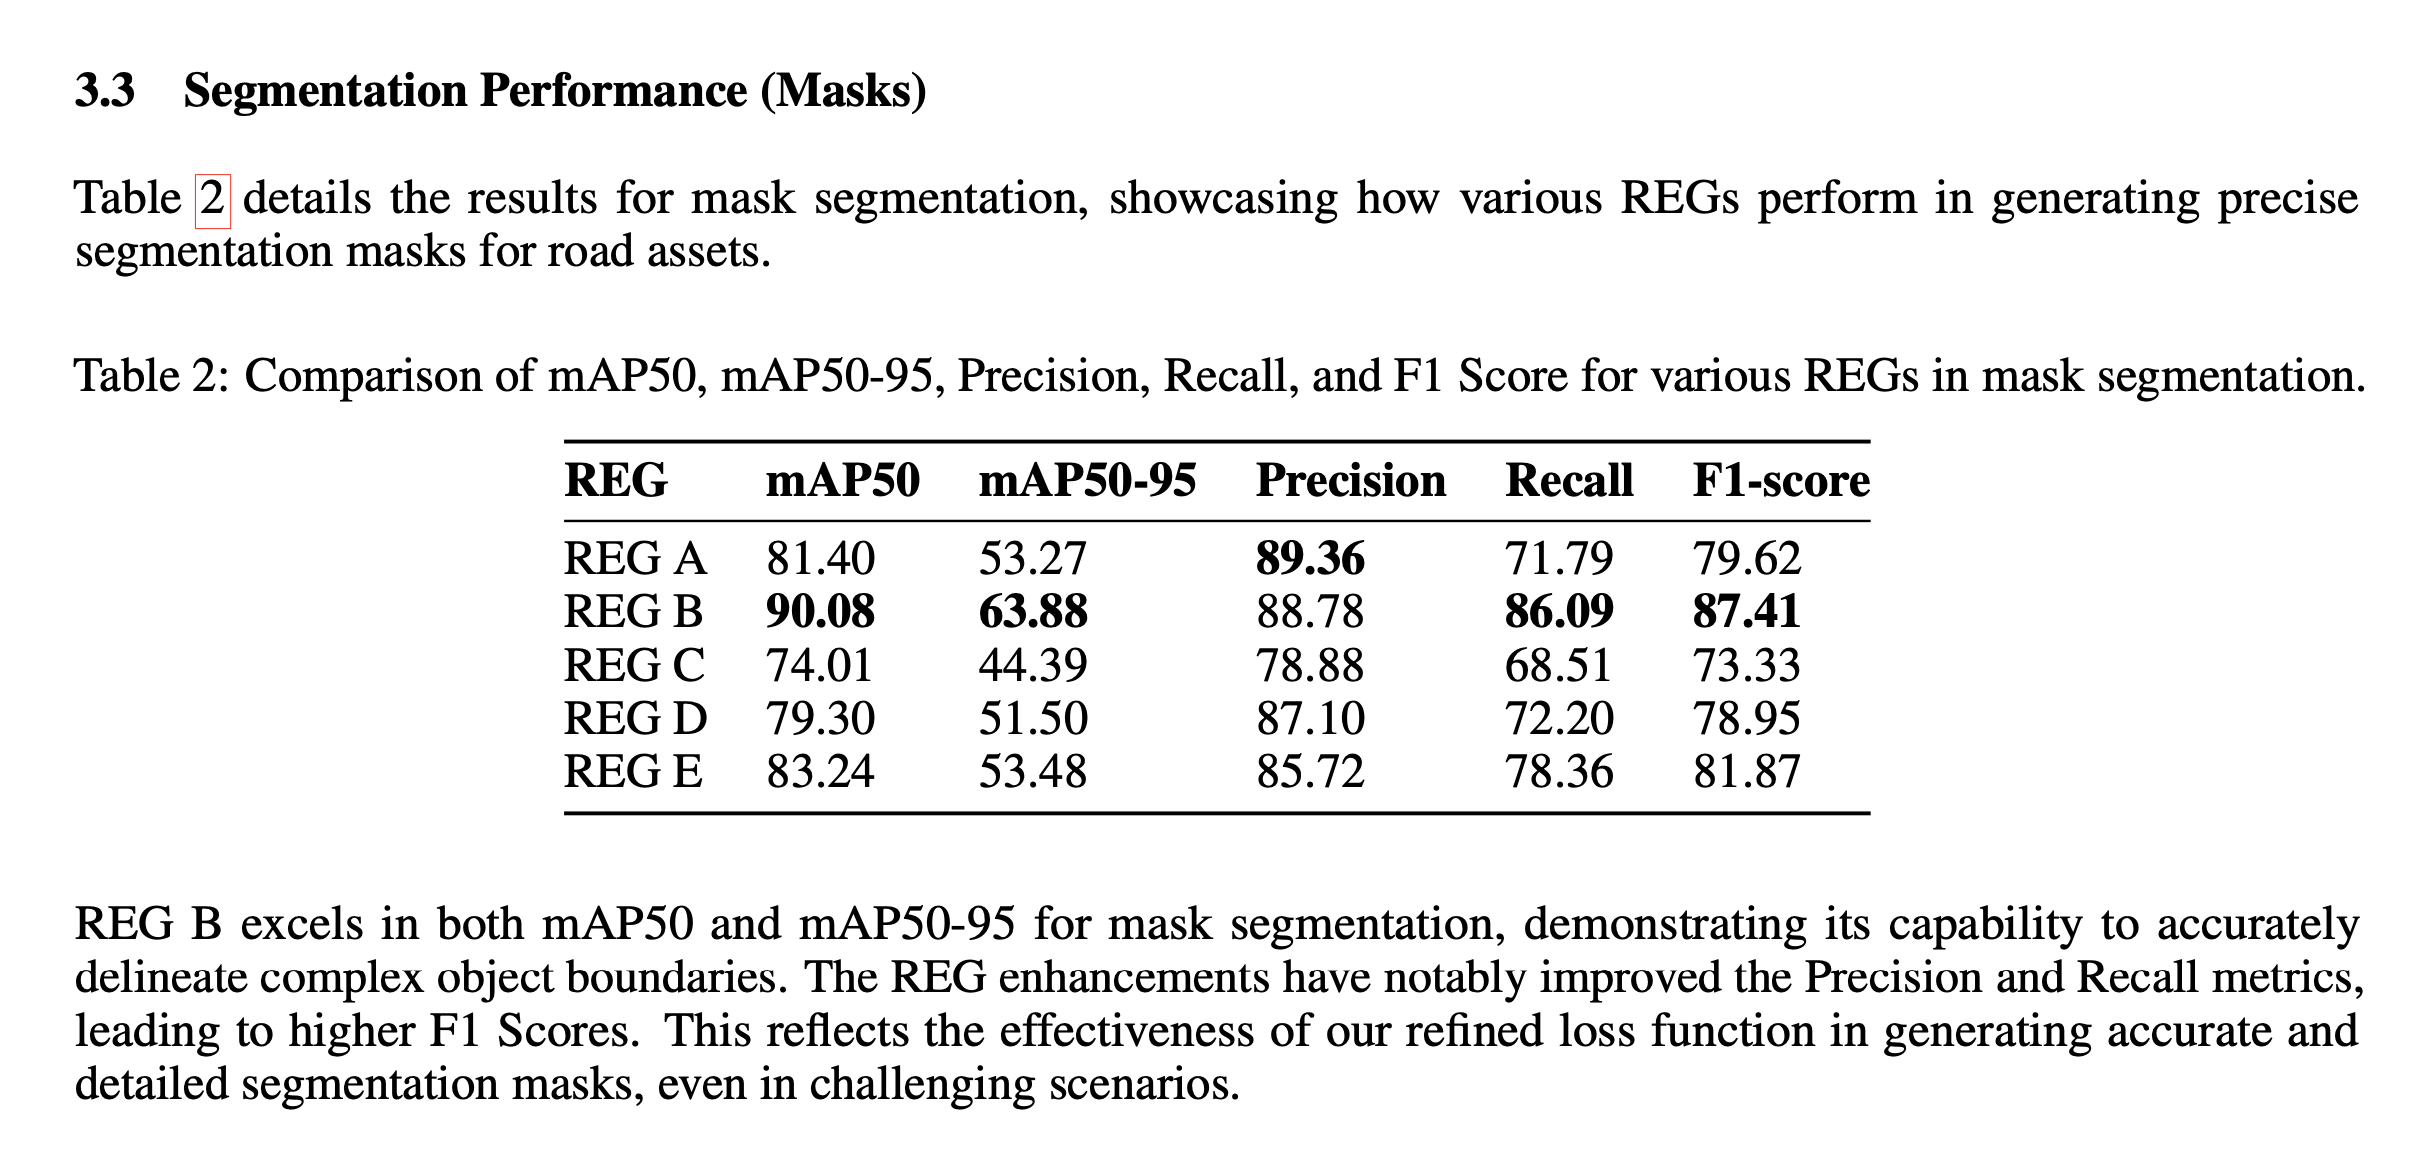 3.3 Segmentation Performance (Masks)
Table 2 details the results for mask segmentation, showcasing how various REGs perform in generating precise
segmentation masks for road assets.
Table 2: Comparison of mAP50, mAP50-95, Precision, Recall, and F1 Score for various REGs in mask segmentation.
REG mAP50 mAP50-95 Precision Recall F1-score
REG A 81.40 53.27 89.36 71.79 79.62
REG B 90.08 63.88 88.78 86.09 87.41
REG C 74.01 44.39 78.88 68.51 73.33
REG D 79.30 51.50 87.10 72.20 78.95
REG E 83.24 53.48 85.72 78.36 81.87
REG B excels in both mAP50 and mAP50-95 for mask segmentation, demonstrating its capability to accurately
delineate complex object boundaries. The REG enhancements have notably improved the Precision and Recall metrics,
leading to higher F1 Scores. This reflects the effectiveness of our refined loss function in generating accurate and
detailed segmentation masks, even in challenging scenarios.